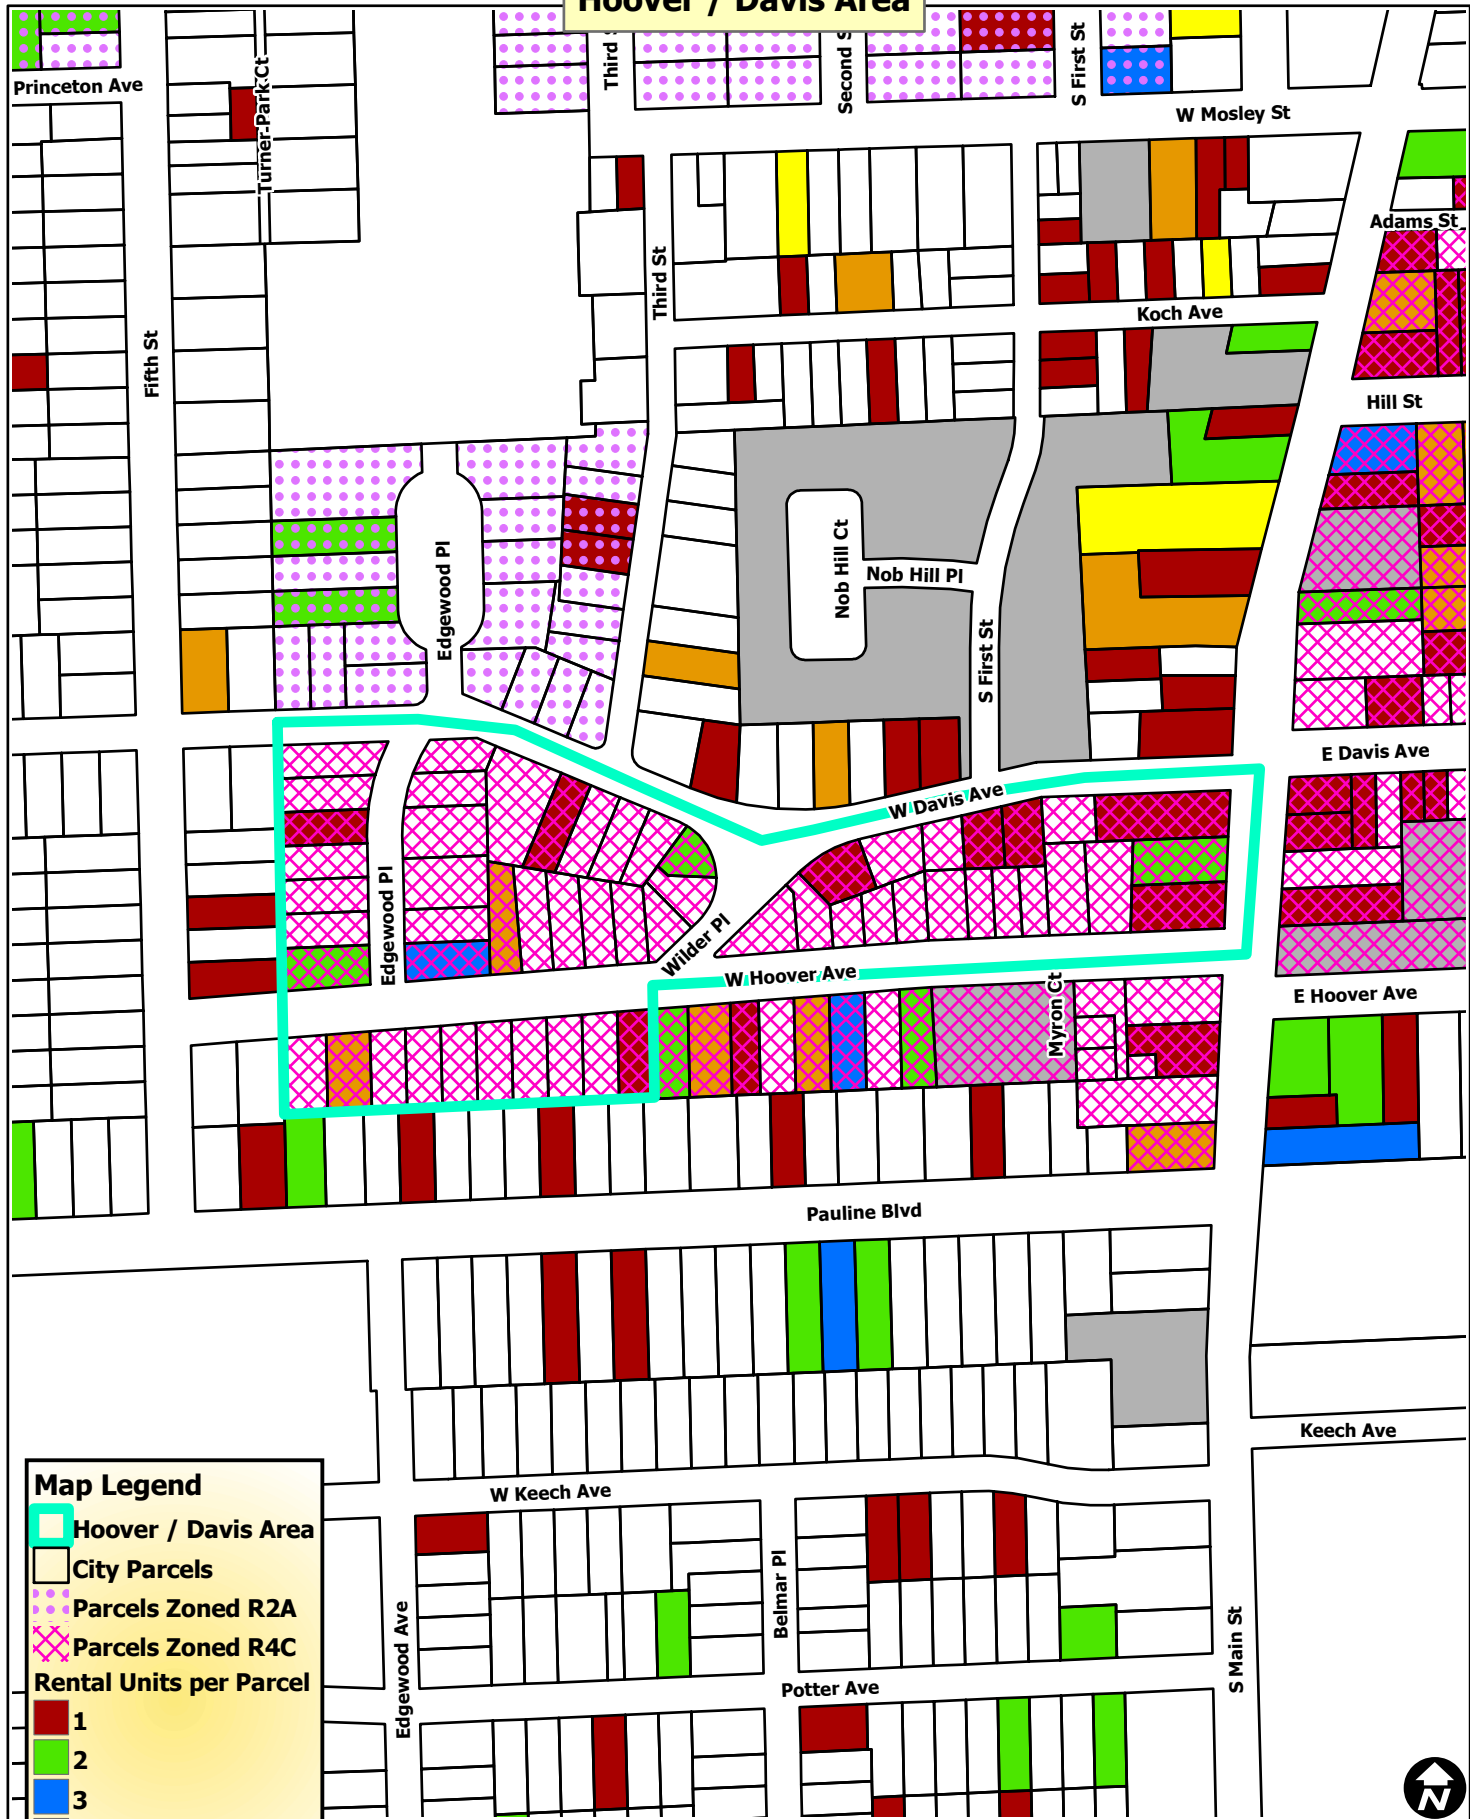 Hoover / Davis Area
Third S
Second S
S First St
Princeton Ave
Turner-Park-Ct
W Mosley St
Adams St
Third St
Koch Ave
Fifth St
Hill St
Edgewood Pl
Nob Hill Ct
Nob Hill Pl
S First St
E Davis Ave
W Davis Ave
Edgewood Pl
Wilder Pl
W Hoover Ave
Myron Ct
E Hoover Ave
Pauline Blvd
Keech Ave
W Keech Ave
Belmar Pl
Edgewood Ave
S Main St
Potter Ave
Map Legend
Hoover / Davis Area
City Parcels
Parcels Zoned R2A
Parcels Zoned R4C
Rental Units per Parcel
1
2
3
N